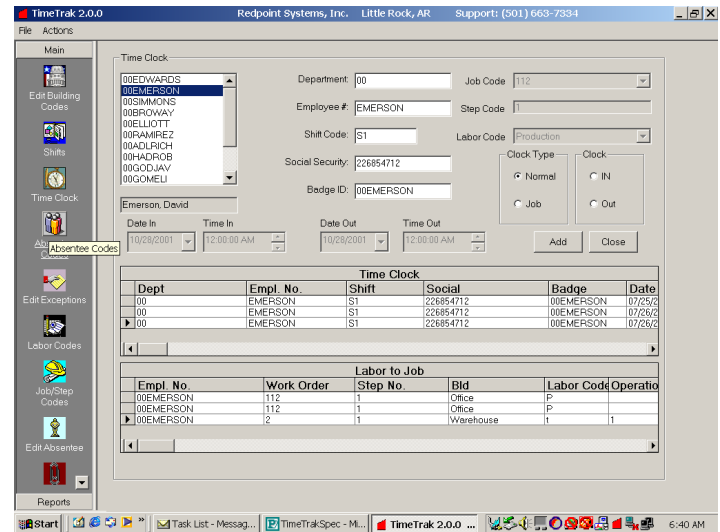 TimeTrak 2.0.0 Redpoint Systems, Inc. Little Rock, AR Support: (501) 663-7334
File Actions
Main
Edit Building
Codes
Shifts
Time Clock
Absentee Codes
Edit Exceptions
Labor Codes
Job/Step
Codes
Edit Absentee
Reports
Time Clock
00EDWARDS
00EMERSON
00SIMMONS
00BROWAY
00ELLIOTT
00RAMIREZ
00ADLRICH
00HADROB
00GODJAV
00GOMELI
Emerson, David
Department: 00
Employee #: EMERSON
Shift Code: S1
Social Security: 226854712
Badge ID: 00EMERSON
Job Code 112
Step Code 1
Labor Code Production
Clock Type Clock
Normal IN
Job Out
Date In Time In Date Out Time Out
10/28/2001 12:00:00 AM 10/28/2001 12:00:00 AM
Add Close
Time Clock
Dept Empl. No. Shift Social Badge Date
00 EMERSON S1 226854712 00EMERSON 07/25/2
00 EMERSON S1 226854712 00EMERSON 07/26/2
00 EMERSON S1 226854712 00EMERSON 07/26/2
Labor to Job
Empl. No. Work Order Step No. Bld Labor Code Operatio
00EMERSON 112 1 Office P
00EMERSON 112 1 Office P
00EMERSON 2 1 Warehouse t 1
Start Task List - Messag... TimeTrakSpec - Mi... TimeTrak 2.0.0 ... 6:40 AM